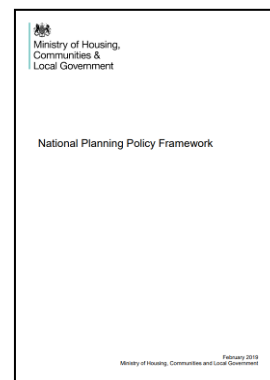 Ministry of Housing,
Communities &
Local Government
National Planning Policy Framework
February 2019
Ministry of Housing, Communities and Local Government